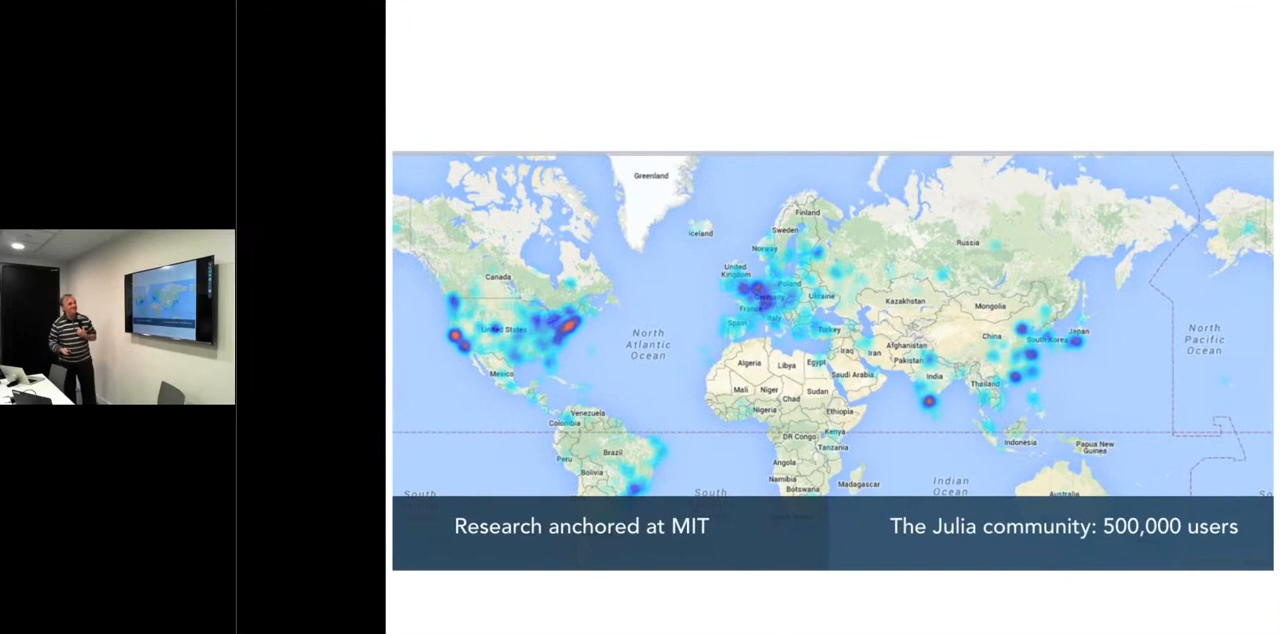 Greenland
Finland
Sweden
Iceland
Norway
Russia
United
Kingdom
Canada
Poland
Germany
Ukraine
France
Kazakhstan
Mongolia
Italy
Spain
United States
North
Atlantic
Ocean
Turkey
China
Japan
South Korea
North
Pacific
Ocean
Afghanistan
Iraq
Iran
Pakistan
Algeria
Libya
Egypt
Saudi Arabia
Mexico
India
Thailand
Mali
Niger
Sudan
Chad
Nigeria
Ethiopia
Venezuela
Colombia
Kenya
DR Congo
Indonesia
Papua New
Guinea
Tanzania
Brazil
Peru
Angola
Bolivia
Namibia
Madagascar
Indian
Ocean
Botswana
Australia
South
South
So
Research anchored at MIT
The Julia community: 500,000 users